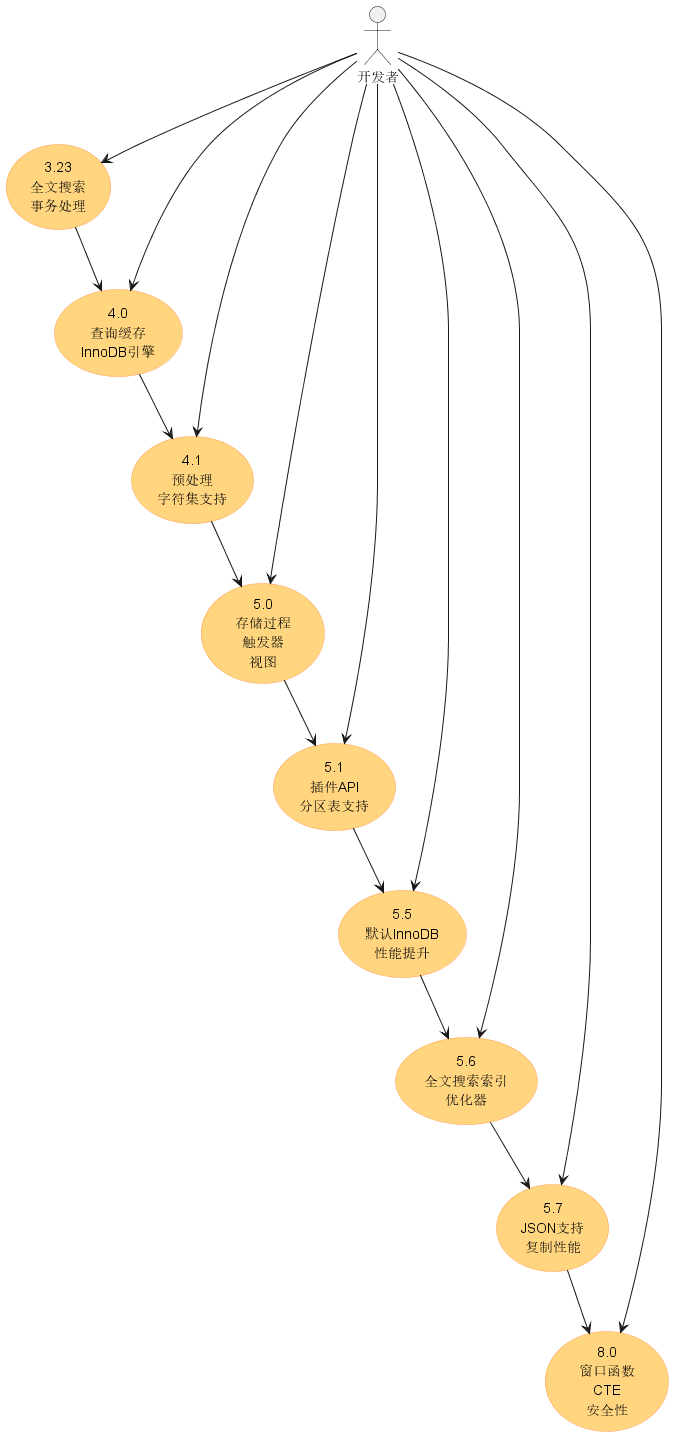 开发者
3.23
全文搜索
事务处理
4.0
查询缓存
InnoDB引擎
4.1
预处理
字符集支持
5.0
存储过程
触发器
视图
5.1
插件API
分区表支持
5.5
默认InnoDB
性能提升
5.6
全文搜索索引
优化器
5.7
JSON支持
复制性能
8.0
窗口函数
CTE
安全性